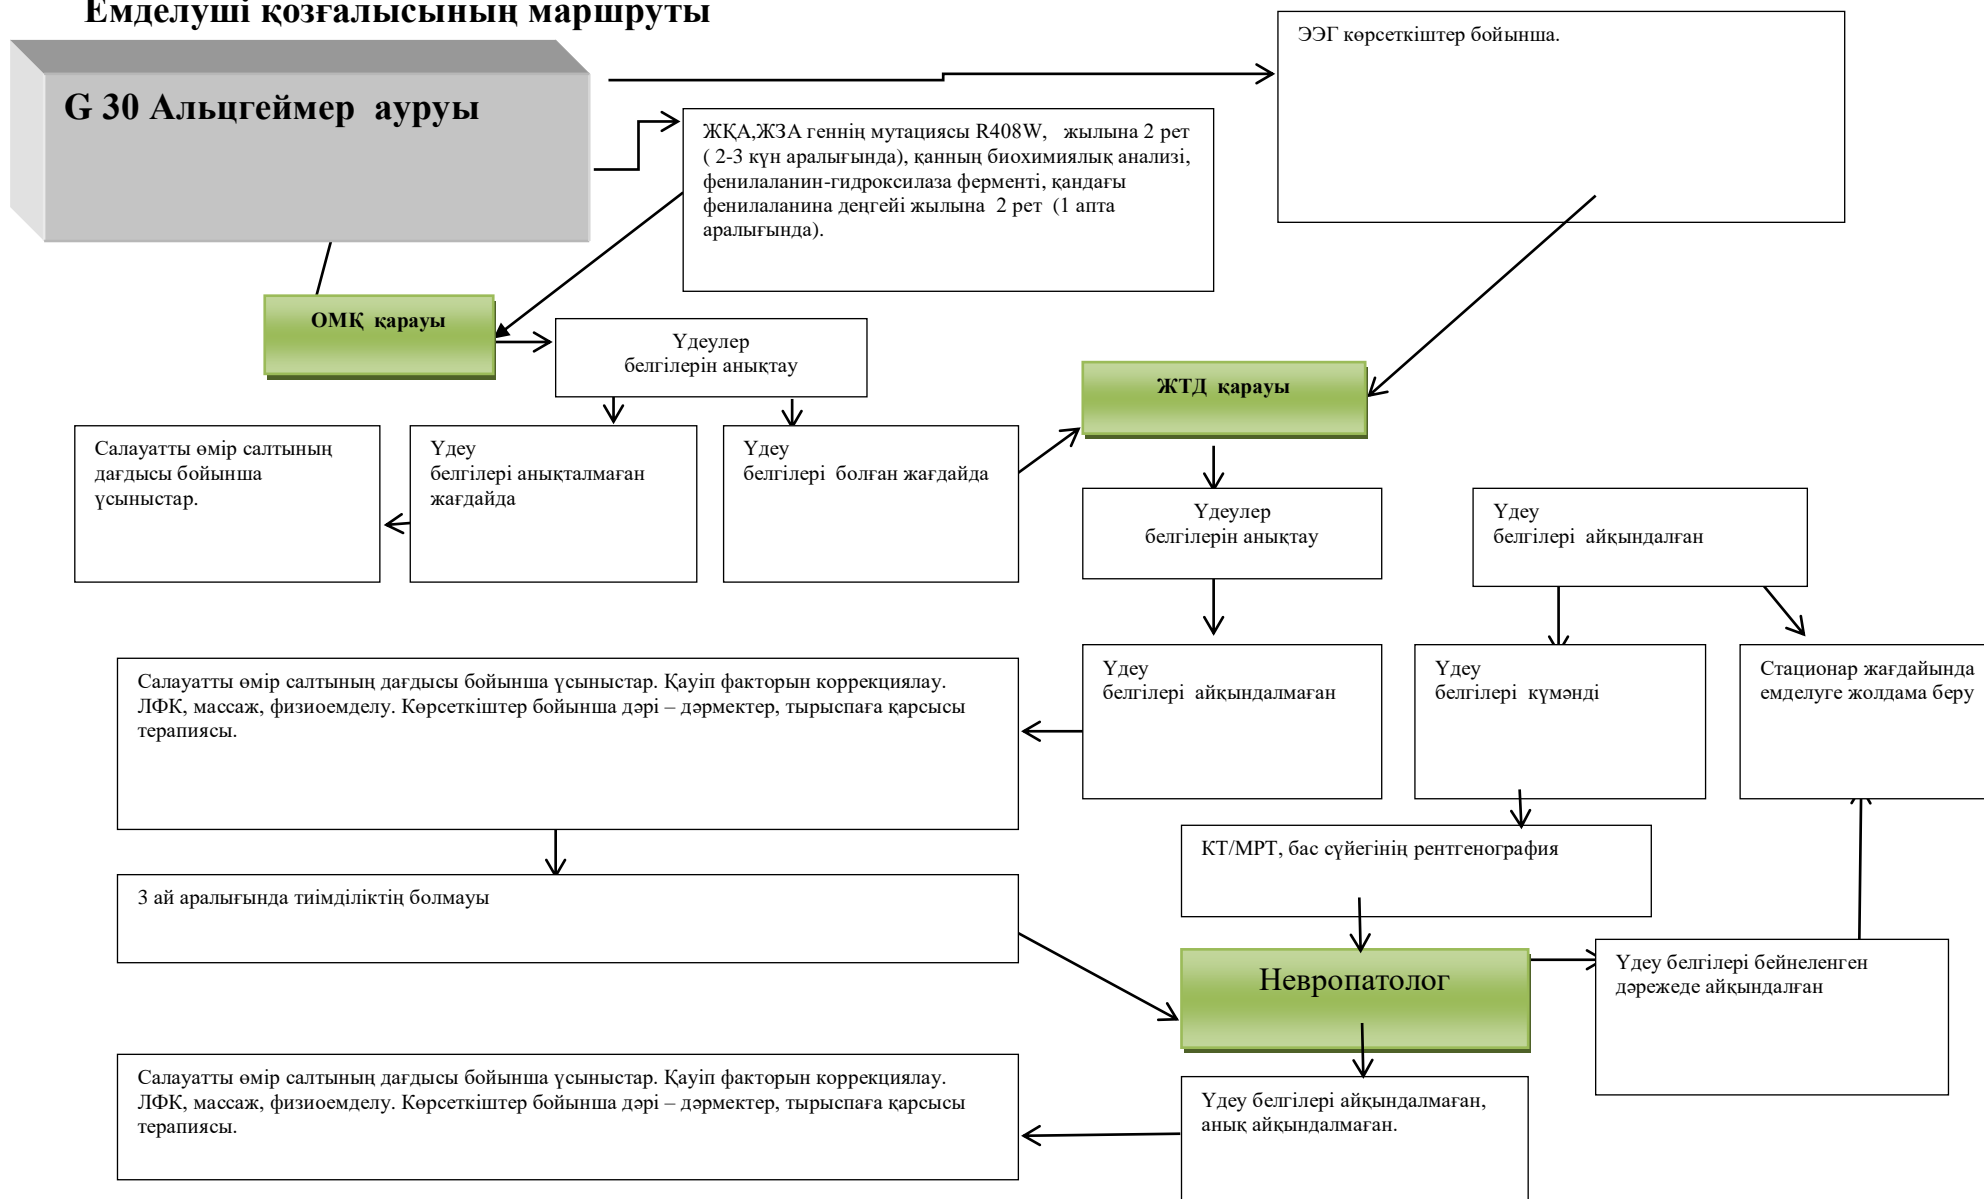 Емделуші қозғалысының маршруты
ЭЭГ көрсеткіштер бойынша.
G 30 Альцгеймер ауруы
ЖҚА,ЖЗА геннің мутациясы R408W, жылына 2 рет
( 2-3 күн аралығында), қанның биохимиялық анализі,
фенилаланин-гидроксилаза ферменті, қандағы
фенилаланина деңгейі жылына 2 рет (1 апта
аралығында).
ОМҚ қарауы
Үдеулер
белгілерін анықтау
ЖТД қарауы
Салауатты өмір салтының
дағдысы бойынша
ұсыныстар.
Үдеу
белгілері анықталмаған
жағдайда
Үдеу
белгілері болған жағдайда
Үдеулер
белгілерін анықтау
Үдеу
белгілері айқындалған
Салауатты өмір салтының дағдысы бойынша ұсыныстар. Қауіп факторын коррекциялау.
ЛФК, массаж, физиоемделу. Көрсеткіштер бойынша дәрі – дәрмектер, тырыспаға қарсысы
терапиясы.
Үдеу
белгілері айқындалмаған
Үдеу
белгілері күмәнді
Стационар жағдайында
емделуге жолдама беру
КТ/МРТ, бас сүйегінің рентгенография
3 ай аралығында тиімділіктің болмауы
Невропатолог
Үдеу белгілері бейнеленген
дәрежеде айқындалған
Салауатты өмір салтының дағдысы бойынша ұсыныстар. Қауіп факторын коррекциялау.
ЛФК, массаж, физиоемделу. Көрсеткіштер бойынша дәрі – дәрмектер, тырыспаға қарсысы
терапиясы.
Үдеу белгілері айқындалмаған,
анық айқындалмаған.